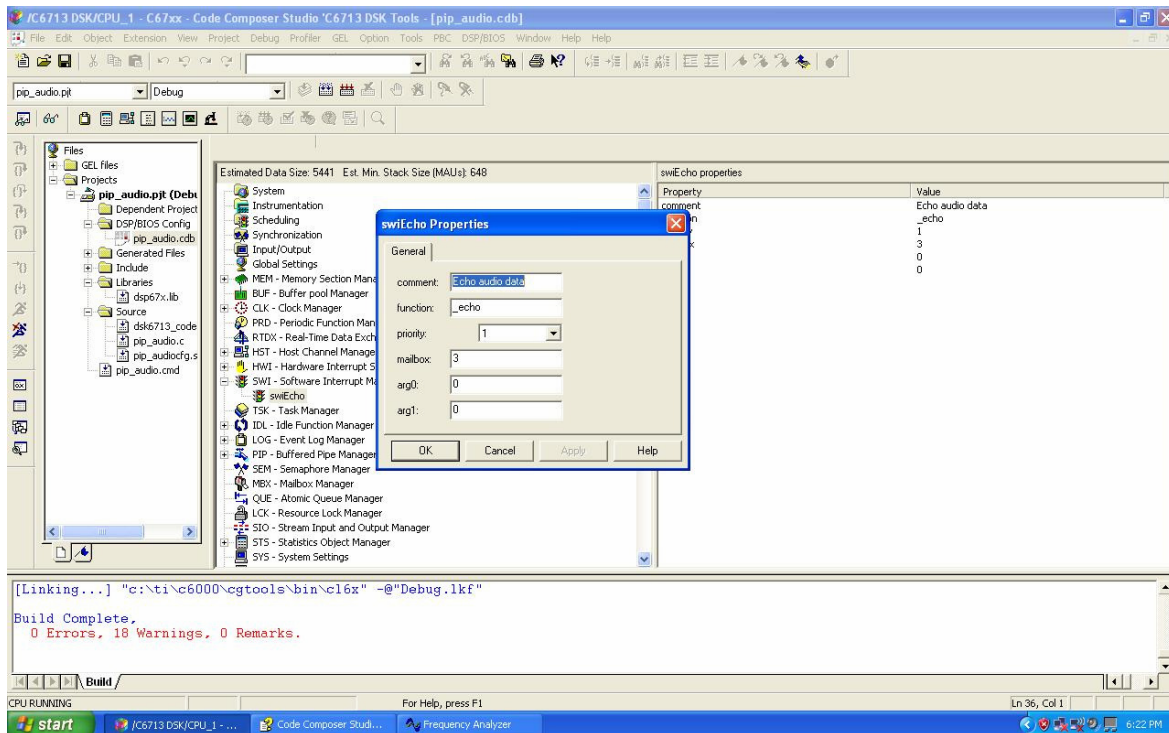 /C6713 DSK/CPU_1 - C67xx - Code Composer Studio 'C6713 DSK Tools - [pip_audio.cdb]
File Edit Object Extension View Project Debug Profiler GEL Option Tools PBC DSP/BIOS Window Help Help
pip_audio.pjt Debug
Files
GEL files
Projects
pip_audio.pjt (Debu
Dependent Project
DSP/BIOS Config
pip_audio.cdb
Generated Files
Include
Libraries
dsp67x.lib
Source
dsk6713_code
pip_audio.c
pip_audiocfg.s
pip_audio.cmd
Estimated Data Size: 5441 Est. Min. Stack Size (MAUs): 648
System
Instrumentation
Scheduling
Synchronization
Input/Output
Global Settings
MEM - Memory Section Mana
BUF - Buffer pool Manager
CLK - Clock Manager
PRD - Periodic Function Man
RTDX - Real-Time Data Exch
HST - Host Channel Manage
HWI - Hardware Interrupt S
SWI - Software Interrupt Ma
swiEcho
TSK - Task Manager
IDL - Idle Function Manager
LOG - Event Log Manager
PIP - Buffered Pipe Manager
SEM - Semaphore Manager
MBX - Mailbox Manager
QUE - Atomic Queue Manager
LCK - Resource Lock Manager
SIO - Stream Input and Output Manager
STS - Statistics Object Manager
SYS - System Settings
swiEcho properties
Property Value
comment Echo audio data
_echo
1
3
0
0
swiEcho Properties
General
comment: Echo audio data
function: _echo
priority: 1
mailbox: 3
arg0: 0
arg1: 0
OK Cancel Apply Help
[Linking...] "c:\ti\c6000\cgtools\bin\cl6x" -@"Debug.lkf"
Build Complete,
0 Errors, 18 Warnings, 0 Remarks.
Build
CPU RUNNING For Help, press F1 Ln 36, Col 1
start /C6713 DSK/CPU_1 - ... Code Composer Studi... Frequency Analyzer 6:22 PM